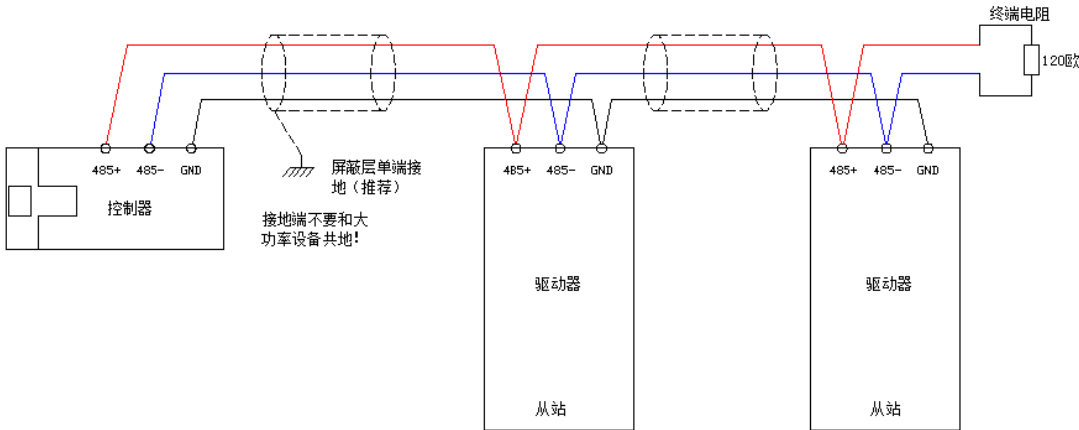 终端电阻
120欧
485+ 485- GND
控制器
屏蔽层单端接
地（推荐）
接地端不要和大
功率设备共地!
485+ 485- GND
驱动器
从站
485+ 485- GND
驱动器
从站